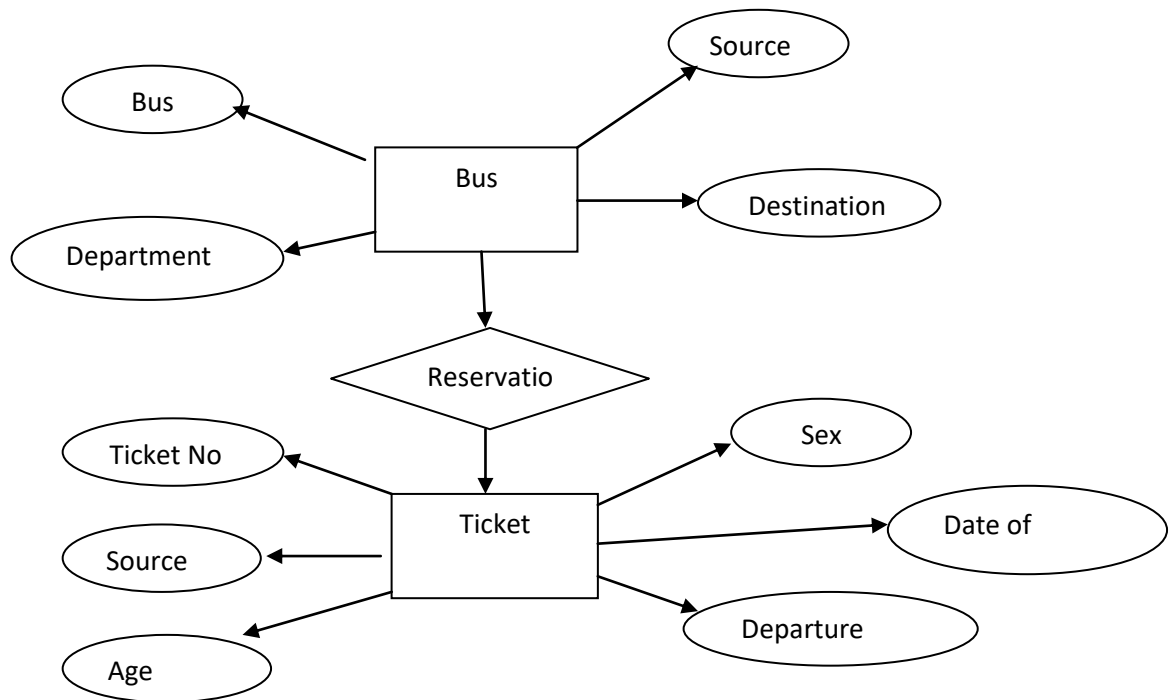 Source
Bus
Bus
Destination
Department
Reservatio
Ticket No
Sex
Ticket
Date of
Source
Departure
Age